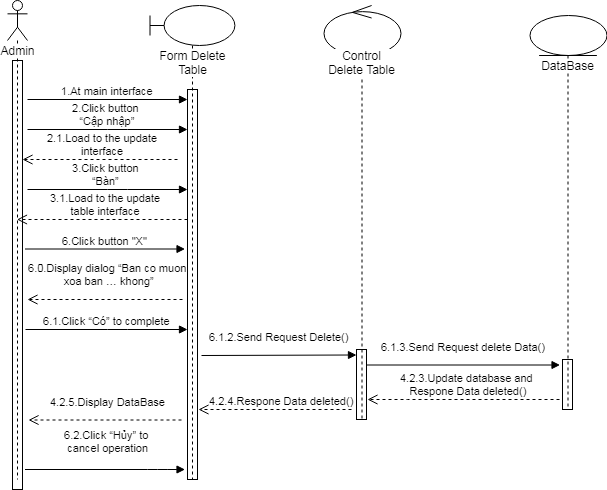 Admin
Form Delete
Table
Control
Delete Table
DataBase
1.At main interface
2.Click button
“Cập nhập”
2.1.Load to the update
interface
3.Click button
“Bàn”
3.1.Load to the update
table interface
6.Click button "X"
6.0.Display dialog “Ban co muon
xoa ban ... khong”
6.1.Click “Có” to complete
6.1.2.Send Request Delete()
6.1.3.Send Request delete Data()
4.2.3.Update database and
Respone Data deleted()
4.2.4.Respone Data deleted()
4.2.5.Display DataBase
6.2.Click “Hủy” to
cancel operation